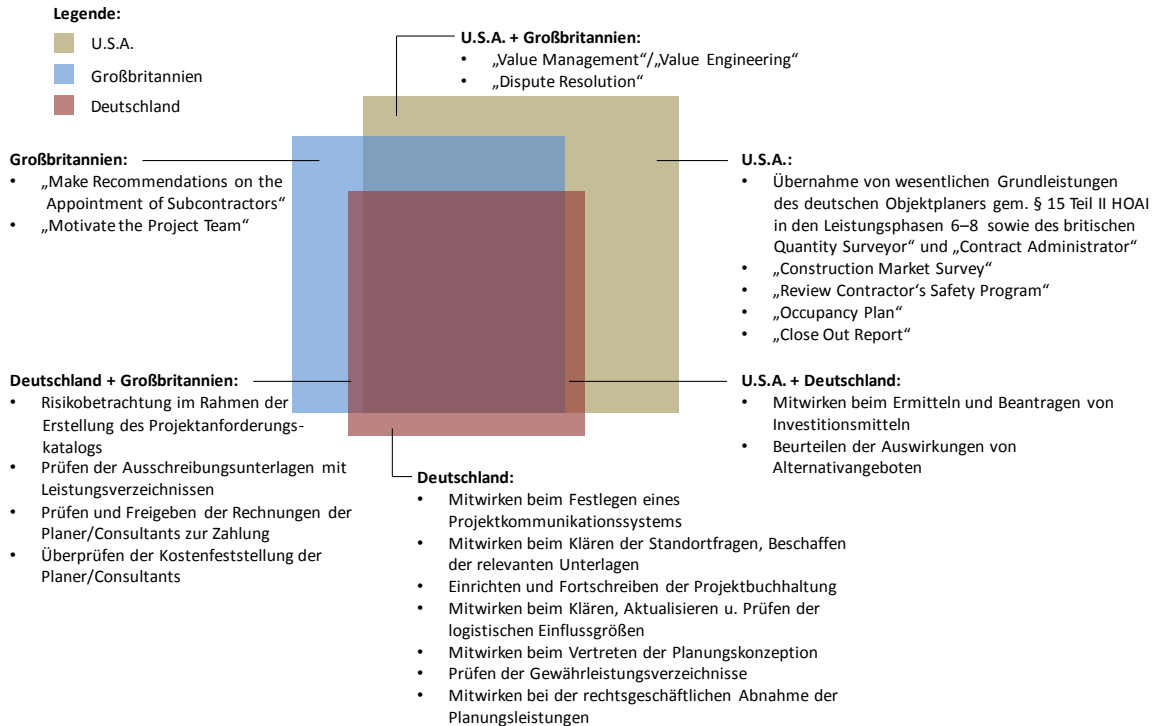 Legende:
U.S.A.
Großbritannien
Deutschland
U.S.A. + Großbritannien:
• „Value Management“/„Value Engineering“
• „Dispute Resolution“
Großbritannien:
• „Make Recommendations on the
Appointment of Subcontractors“
• „Motivate the Project Team“
U.S.A.:
• Übernahme von wesentlichen Grundleistungen
des deutschen Objektplaners gem. § 15 Teil II HOAI
in den Leistungsphasen 6–8 sowie des britischen
Quantity Surveyor“ und „Contract Administrator“
• „Construction Market Survey“
• „Review Contractor‘s Safety Program“
• „Occupancy Plan“
• „Close Out Report“
Deutschland + Großbritannien:
• Risikobetrachtung im Rahmen der
Erstellung des Projektanforderungs-
katalogs
• Prüfen der Ausschreibungsunterlagen mit
Leistungsverzeichnissen
• Prüfen und Freigeben der Rechnungen der
Planer/Consultants zur Zahlung
• Überprüfen der Kostenfeststellung der
Planer/Consultants
U.S.A. + Deutschland:
• Mitwirken beim Ermitteln und Beantragen von
Investitionsmitteln
• Beurteilen der Auswirkungen von
Alternativangeboten
Deutschland:
• Mitwirken beim Festlegen eines
Projektkommunikationssystems
• Mitwirken beim Klären der Standortfragen, Beschaffen
der relevanten Unterlagen
• Einrichten und Fortschreiben der Projektbuchhaltung
• Mitwirken beim Klären, Aktualisieren u. Prüfen der
logistischen Einflussgrößen
• Mitwirken beim Vertreten der Planungskonzeption
• Prüfen der Gewährleistungsverzeichnisse
• Mitwirken bei der rechtsgeschäftlichen Abnahme der
Planungsleistungen